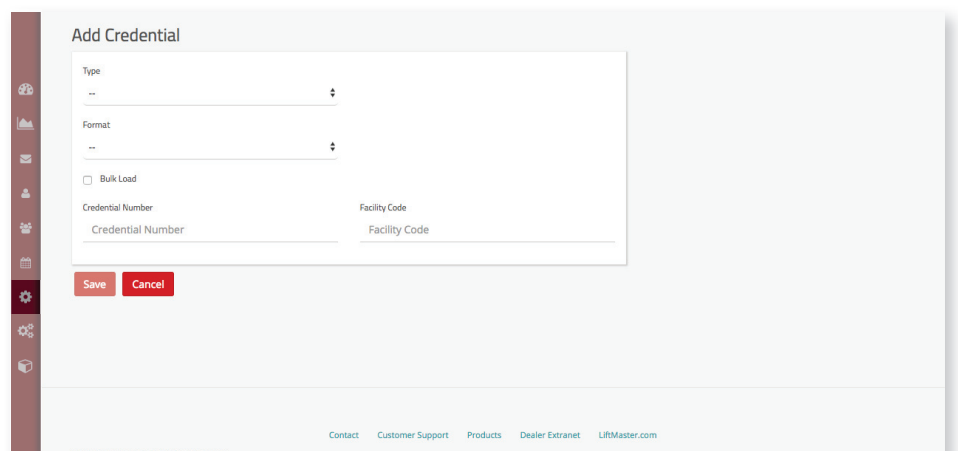 Add Credential
Type
--
Format
--
Bulk Load
Credential Number Facility Code
Credential Number Facility Code
Save Cancel
Contact Customer Support Products Dealer Extranet LiftMaster.com